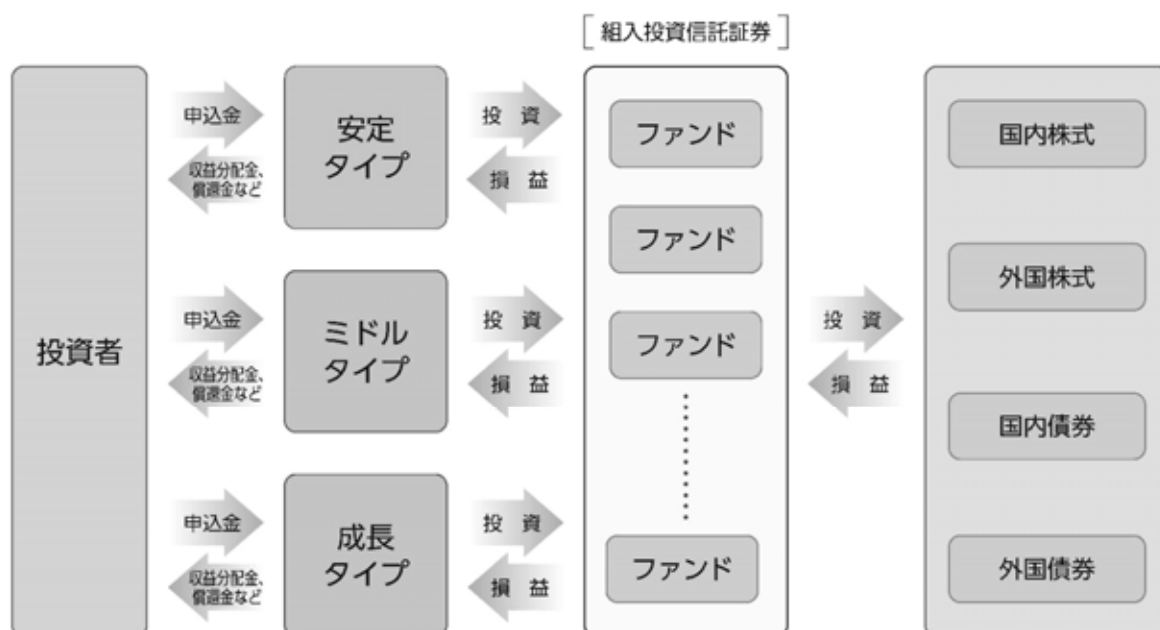 [組入投資信託証券]
投資者
申込金
収益分配金、
償還金など
安定
タイプ
投 資
損 益
申込金
収益分配金、
償還金など
ミドル
タイプ
投 資
損 益
申込金
収益分配金、
償還金など
成長
タイプ
投 資
損 益
ファンド
ファンド
ファンド
ファンド
投 資
損 益
国内株式
外国株式
国内債券
外国債券